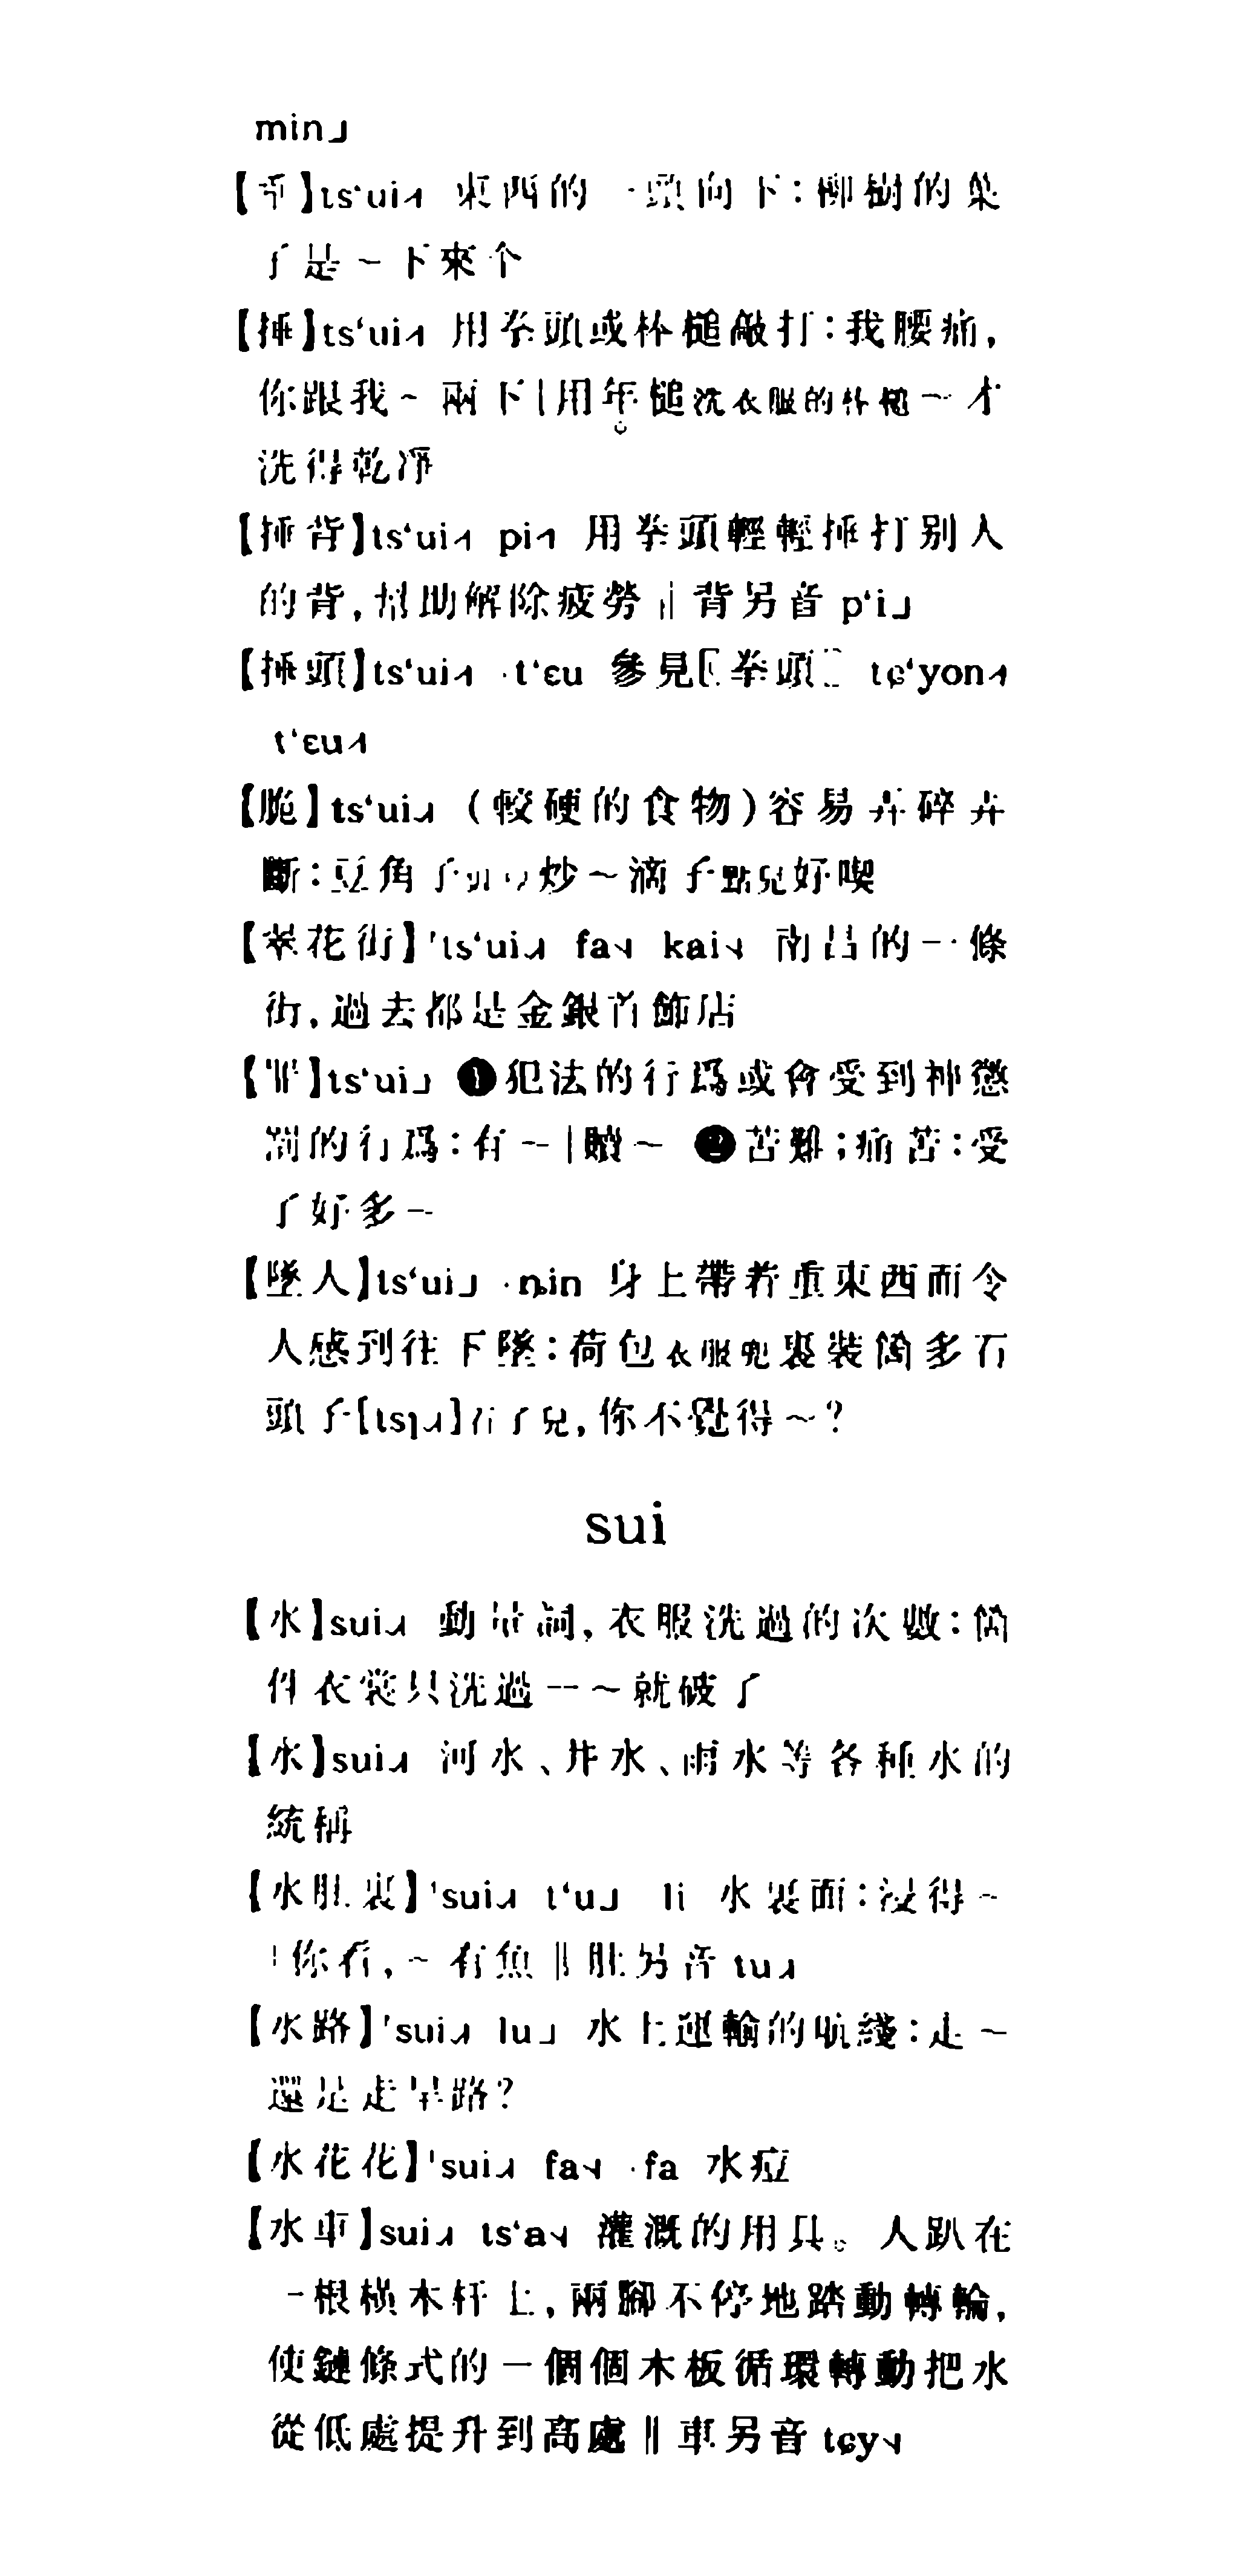 min˩
【垂】tsʻui˨˦ 東西的一頭向下：柳樹的葉
子是～下來个
【捶】tsʻui˨˦ 用拳頭或棒槌敲打：我腰痛，
你跟我～兩下｜用年槌洗衣服的棒槌～才
洗得乾凈
【捶背】tsʻui˨˦ pi˨˦ 用拳頭輕輕捶打别人
的背，幫助解除疲勞‖背另音 pʻi˩
【捶頭】tsʻui˨˦ ·tʻɛu 參見〖拳頭〗 tɕʻyon˨˦
tʻɛu˨˦
【脆】tsʻui˨˩˧ （較硬的食物）容易弄碎弄
斷：豆角子豇豆炒～滴子點兒好喫
【翠花街】ˈtsʻui˨˩˧ fa˦˨ kai˦˨ 南昌的一條
街，過去都是金銀首飾店
【罪】tsʻui˩ ❶犯法的行爲或會受到神懲
罰的行爲：有～｜贖～ ❷苦難；痛苦：受
了好多～
【墜人】tsʻui˩ ·ȵin 身上帶着重東西而令
人感到往下墜：荷包衣服兜裏裝箇多石
頭子[tsɿ˨˩˧]石子兒，你不覺得～？
sui
【水】sui˨˩˧ 動量詞，衣服洗過的次數：箇
件衣裳只洗過一～就破了
【水】sui˨˩˧ 河水、井水、雨水等各種水的
統稱
【水肚裏】ˈsui˨˩˧ tʻu˩ li 水裏面：浸得～
｜你看，～有魚‖肚另音 tu˨˩˧
【水路】ˈsui˨˩˧ lu˩ 水上運輸的航綫：走～
還是走旱路？
【水花花】ˈsui˨˩˧ fa˦˨ ·fa 水痘
【水車】sui˨˩˧ tsʻa˦˨ 灌溉的用具。人趴在
一根横木杆上，兩脚不停地踏動轉輪，
使鏈條式的一個個木板循環轉動把水
從低處提升到高處‖車另音 tɕy˦˨